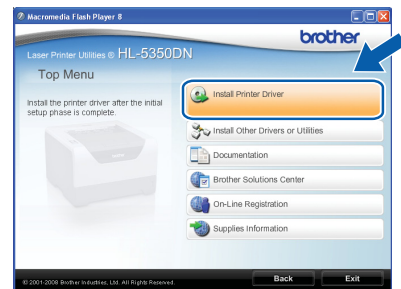 Macromedia Flash Player 8
brother
Laser Printer Utilities ® HL-5350DN
Top Menu
Install the printer driver after the initial
setup phase is complete.
Install Printer Driver
Install Other Drivers or Utilities
Documentation
Brother Solutions Center
On-Line Registration
Supplies Information
© 2001-2008 Brother Industries, Ltd. All Rights Reserved.
Back
Exit